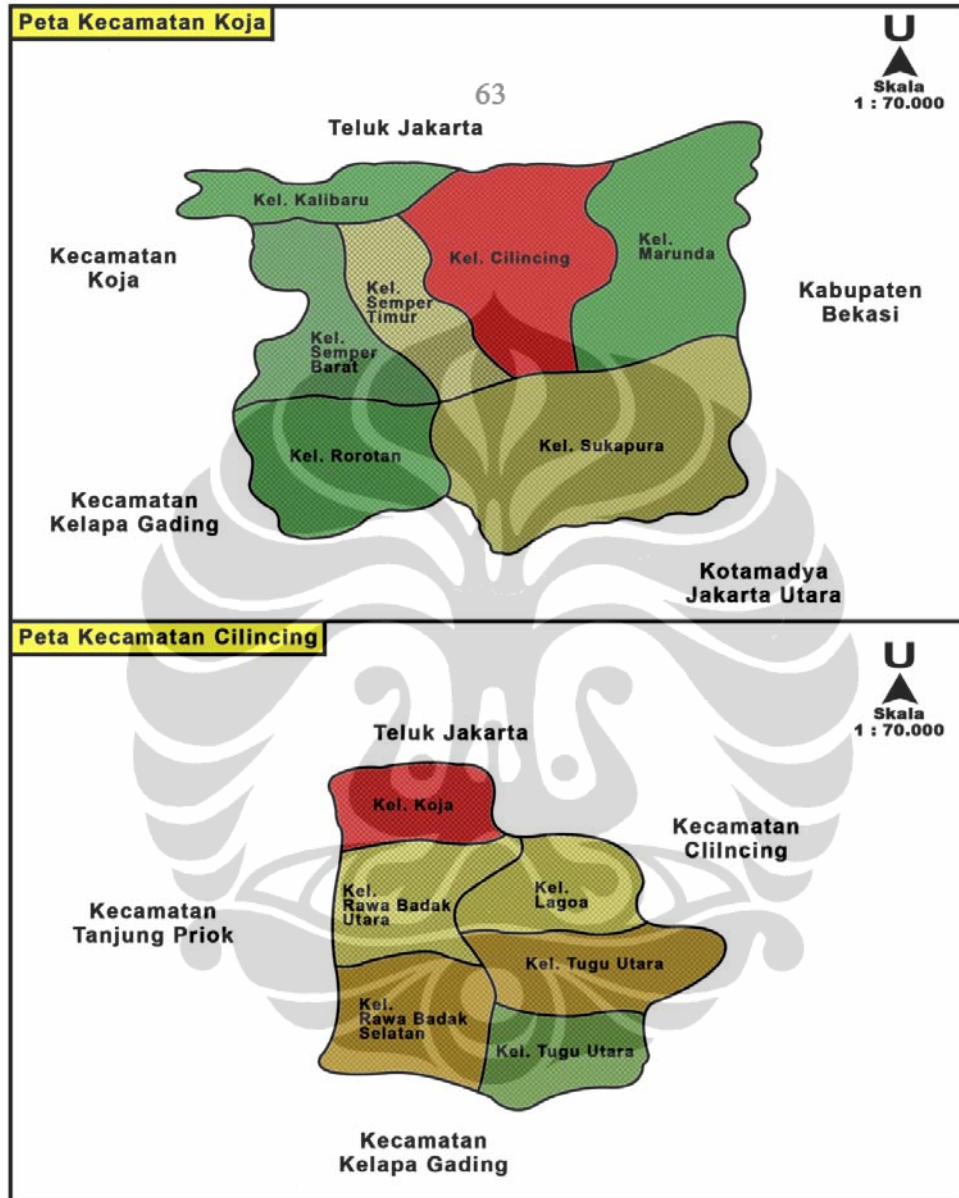 Peta Kecamatan Koja
U
Skala
1 : 70.000
63
Teluk Jakarta
Kel. Kalibaru
Kecamatan
Koja
Kel. Cilincing
Kel.
Marunda
Kel.
Semper
Timur
Kabupaten
Bekasi
Kel.
Semper
Barat
Kel. Rorotan
Kel. Sukapura
Kecamatan
Kelapa Gading
Kotamadya
Jakarta Utara
Peta Kecamatan Cilincing
U
Skala
1 : 70.000
Teluk Jakarta
Kel. Koja
Kecamatan
Clilncing
Kel.
Rawa Badak
Utara
Kel.
Lagoa
Kecamatan
Tanjung Priok
Kel. Tugu Utara
Kel.
Rawa Badak
Selatan
Kel. Tugu Utara
Kecamatan
Kelapa Gading